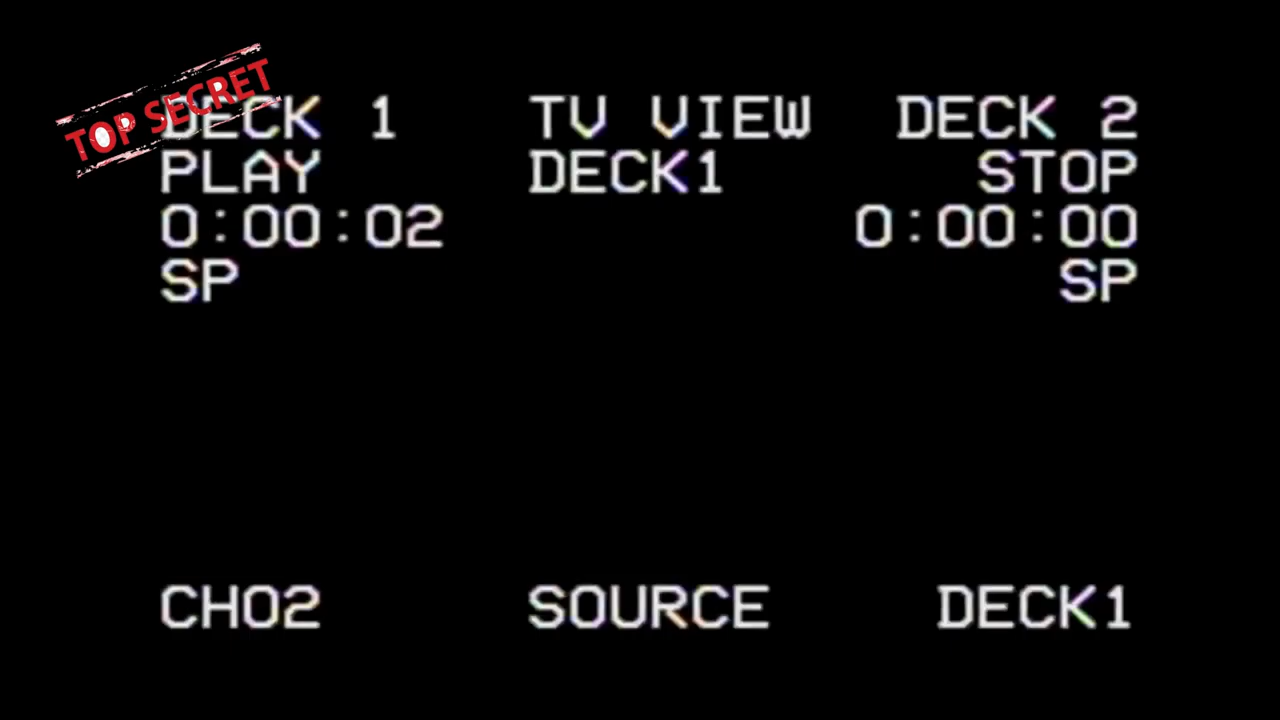 TOP SECRET
DECK 1 TV VIEW DECK 2
PLAY DECK1 STOP
0:00:02 0:00:00
SP SP
CH02 SOURCE DECK1